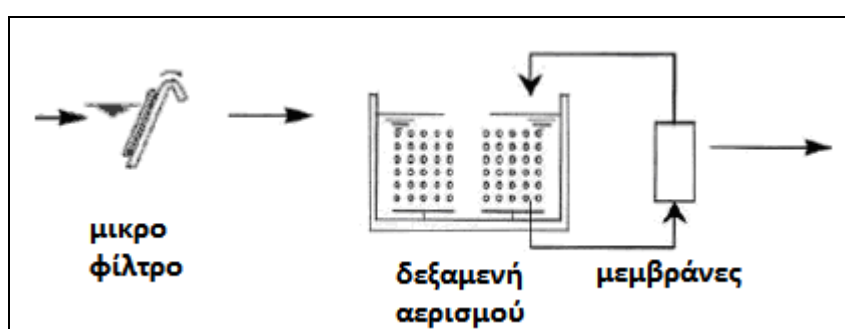 μικρο
φίλτρο
δεξαμενή
αερισμού
μεμβράνες